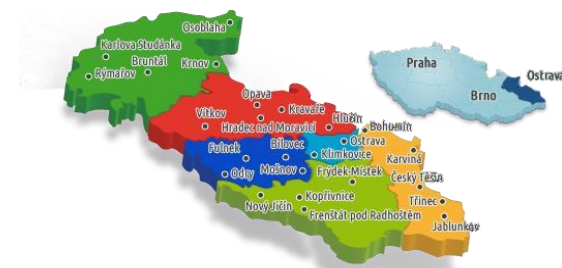 Osoblaha
Karlova Studánka
Bruntál
Krnov
Rýmařov
Opava
Kravaře
Vítkov
Hradec nad Moravicí
Hlučín
Bohumín
Fulnek
Bílovec
Ostrava
Klimkovice
Karviná
Odry
Mošnov
Frýdek-Místek
Český Těšín
Nový Jičín
Kopřivnice
Třinec
Frenštát pod Radhoštěm
Jablunkov
Praha
Brno
Ostrava